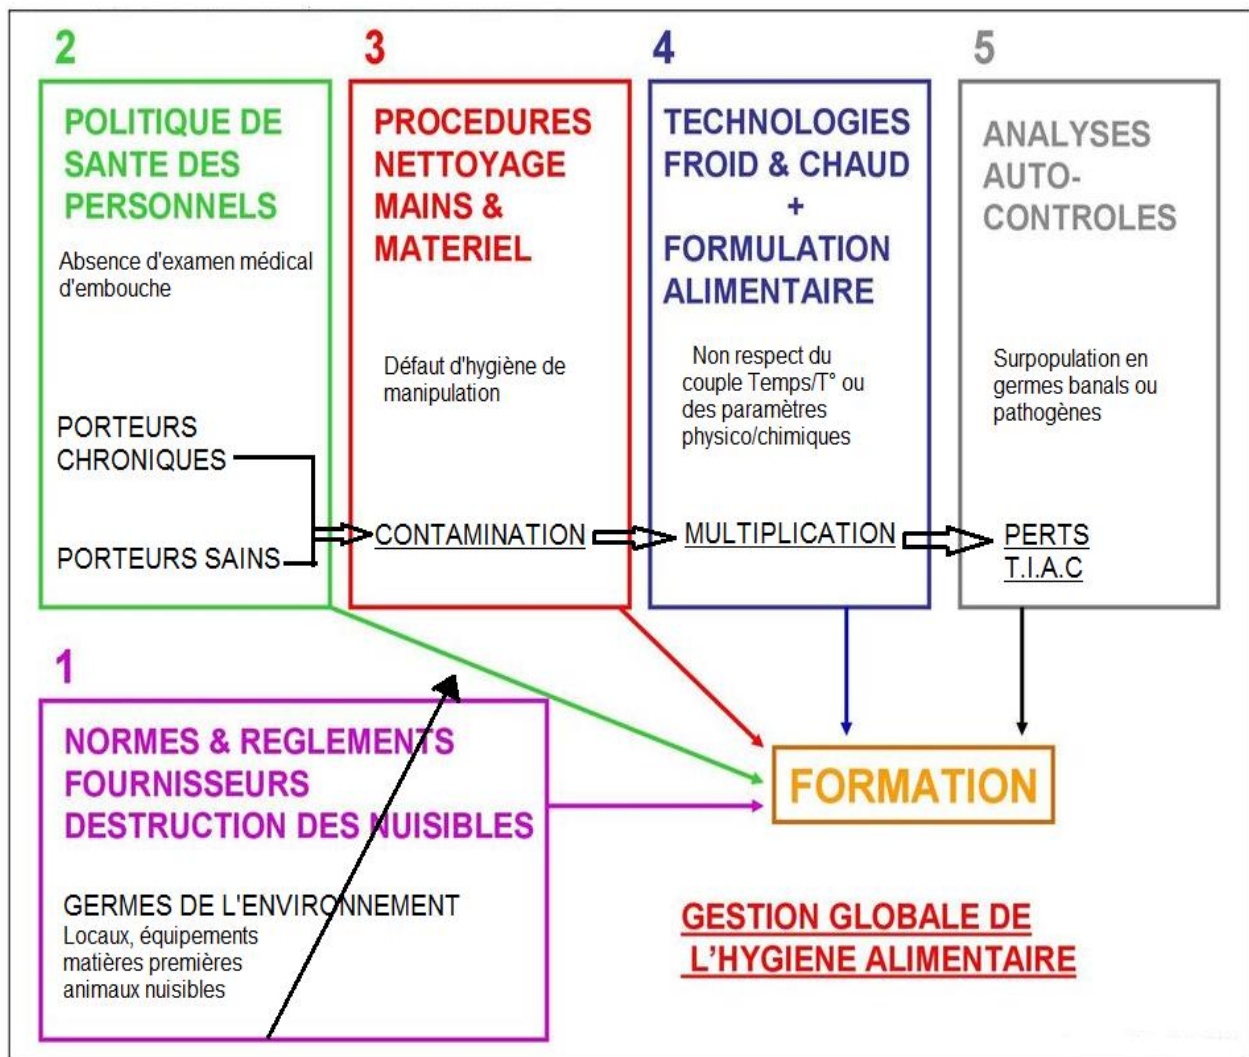 2
POLITIQUE DE
SANTE DES
PERSONNELS
Absence d'examen médical
d'embouche
PORTEURS
CHRONIQUES
PORTEURS SAINS
3
PROCEDURES
NETTOYAGE
MAINS &
MATERIEL
Défaut d'hygiène de
manipulation
CONTAMINATION
4
TECHNOLOGIES
FROID & CHAUD
+
FORMULATION
ALIMENTAIRE
Non respect du
couple Temps/T° ou
des paramètres
physico/chimiques
MULTIPLICATION
5
ANALYSES
AUTO-
CONTROLES
Surpopulation en
germes banals ou
pathogènes
PERTS
T.I.A.C
1
NORMES & REGLEMENTS
FOURNISSEURS
DESTRUCTION DES NUISIBLES
GERMES DE L'ENVIRONNEMENT
Locaux, équipements
matières premières
animaux nuisibles
FORMATION
GESTION GLOBALE DE
L'HYGIENE ALIMENTAIRE